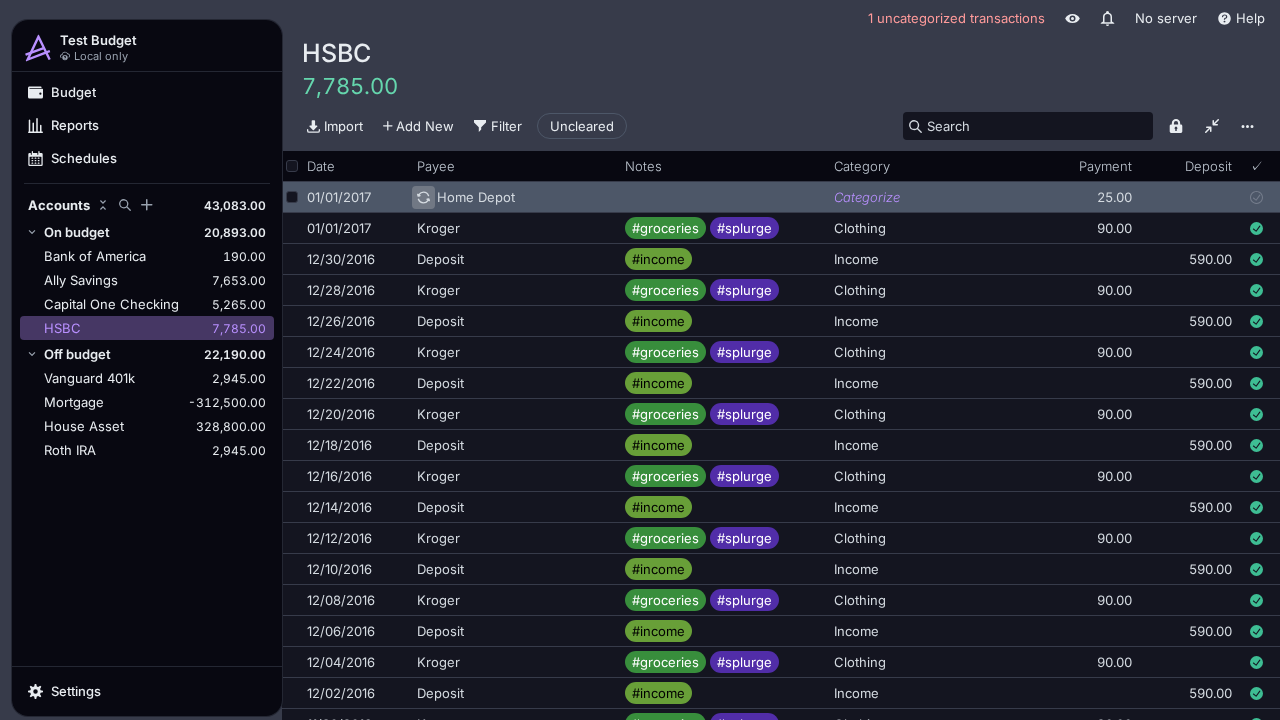 1 uncategorized transactions No server Help
Test Budget
Local only
Budget
Reports
Schedules
Accounts 43,083.00
On budget 20,893.00
Bank of America 190.00
Ally Savings 7,653.00
Capital One Checking 5,265.00
HSBC 7,785.00
Off budget 22,190.00
Vanguard 401k 2,945.00
Mortgage -312,500.00
House Asset 328,800.00
Roth IRA 2,945.00
Settings
HSBC
7,785.00
Import Add New Filter Uncleared Search
Date Payee Notes Category Payment Deposit ✓
01/01/2017 Home Depot Categorize 25.00
01/01/2017 Kroger #groceries #splurge Clothing 90.00
12/30/2016 Deposit #income Income 590.00
12/28/2016 Kroger #groceries #splurge Clothing 90.00
12/26/2016 Deposit #income Income 590.00
12/24/2016 Kroger #groceries #splurge Clothing 90.00
12/22/2016 Deposit #income Income 590.00
12/20/2016 Kroger #groceries #splurge Clothing 90.00
12/18/2016 Deposit #income Income 590.00
12/16/2016 Kroger #groceries #splurge Clothing 90.00
12/14/2016 Deposit #income Income 590.00
12/12/2016 Kroger #groceries #splurge Clothing 90.00
12/10/2016 Deposit #income Income 590.00
12/08/2016 Kroger #groceries #splurge Clothing 90.00
12/06/2016 Deposit #income Income 590.00
12/04/2016 Kroger #groceries #splurge Clothing 90.00
12/02/2016 Deposit #income Income 590.00